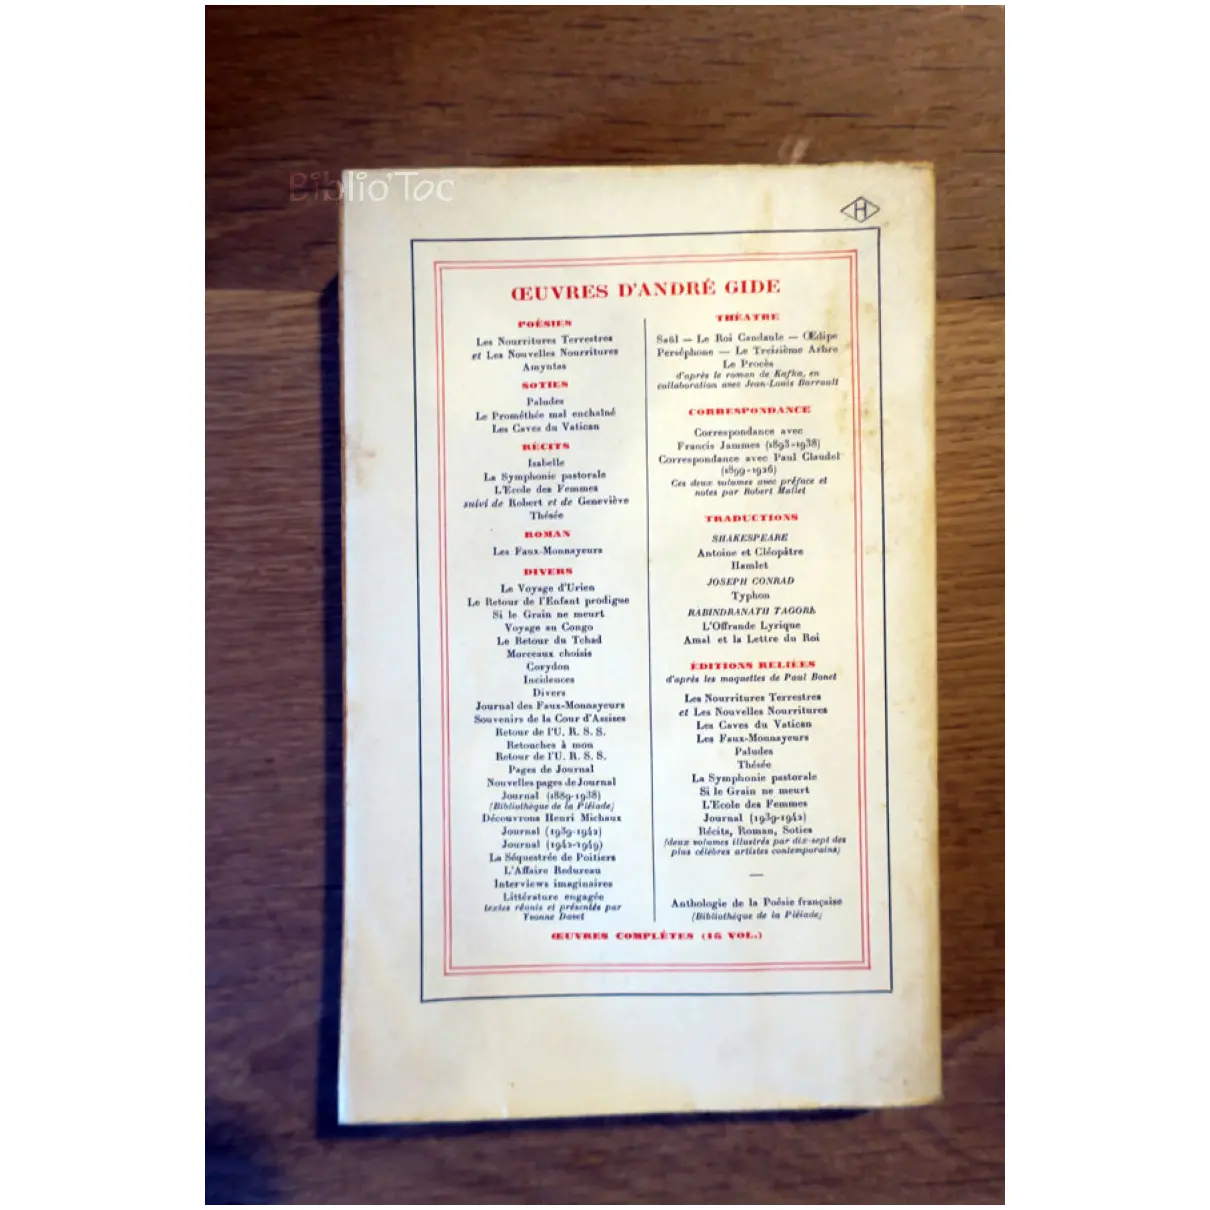 Biblio'Toc
H
ŒUVRES D'ANDRÉ GIDE
POÉSIES
Les Nourritures Terrestres
et Les Nouvelles Nourritures
Amyntas
SOTIES
Paludes
Le Prométhée mal enchaîné
Les Caves du Vatican
RÉCITS
Isabelle
La Symphonie pastorale
L'Ecole des Femmes
suivi de Robert et de Geneviève
Thésée
ROMAN
Les Faux-Monnayeurs
DIVERS
Le Voyage d'Urien
Le Retour de l'Enfant prodigue
Si le Grain ne meurt
Voyage au Congo
Le Retour du Tchad
Morceaux choisis
Corydon
Incidences
Divers
Journal des Faux-Monnayeurs
Souvenirs de la Cour d'Assises
Retour de l'U. R. S. S.
Retouches à mon
Retour de l'U. R. S. S.
Pages de Journal
Nouvelles pages de Journal
Journal (1889-1938)
(Bibliothèque de la Pléiade)
Découvrons Henri Michaux
Journal (1939-1942)
Journal (1942-1949)
La Séquestrée de Poitiers
L'Affaire Redureau
Interviews imaginaires
Littérature engagée
textes réunis et présentés par
Yvonne Davet
THÉATRE
Saül — Le Roi Candaule — Œdipe
Perséphone — Le Treizième Arbre
Le Procès
d'après le roman de Kafka, en
collaboration avec Jean-Louis Barrault
CORRESPONDANCE
Correspondance avec
Francis Jammes (1893-1938)
Correspondance avec Paul Claudel
(1899-1926)
Ces deux volumes avec préface et
notes par Robert Mallet
TRADUCTIONS
SHAKESPEARE
Antoine et Cléopâtre
Hamlet
JOSEPH CONRAD
Typhon
RABINDRANATH TAGORE
L'Offrande Lyrique
Amal et la Lettre du Roi
ÉDITIONS RELIÉES
d'après les maquettes de Paul Bonet
Les Nourritures Terrestres
et Les Nouvelles Nourritures
Les Caves du Vatican
Les Faux-Monnayeurs
Paludes
Thésée
La Symphonie pastorale
Si le Grain ne meurt
L'Ecole des Femmes
Journal (1939-1942)
Récits, Roman, Soties
(deux volumes illustrés par dix-sept des
plus célèbres artistes contemporains)
—
Anthologie de la Poésie française
(Bibliothèque de la Pléiade)
ŒUVRES COMPLÈTES (15 VOL.)